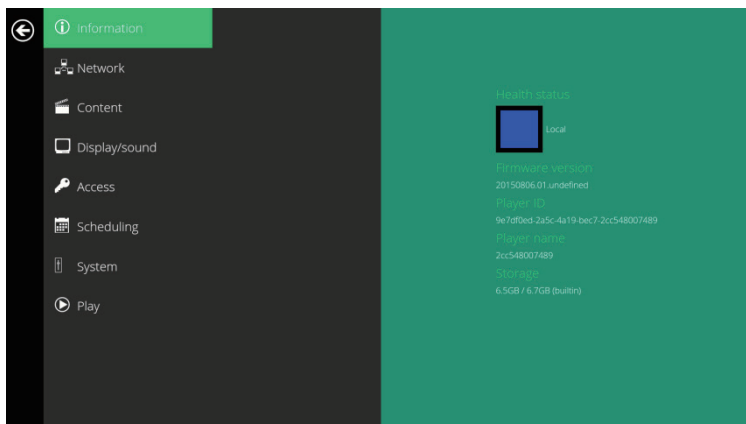 Information
Network
Content
Display/sound
Access
Scheduling
System
Play
Health status
Local
Firmware version
20150806.01.undefined
Player ID
9e7df0ed-2a5c-4a19-bec7-2cc548007489
Player name
2cc548007489
Storage
6.5GB / 6.7GB (builtin)